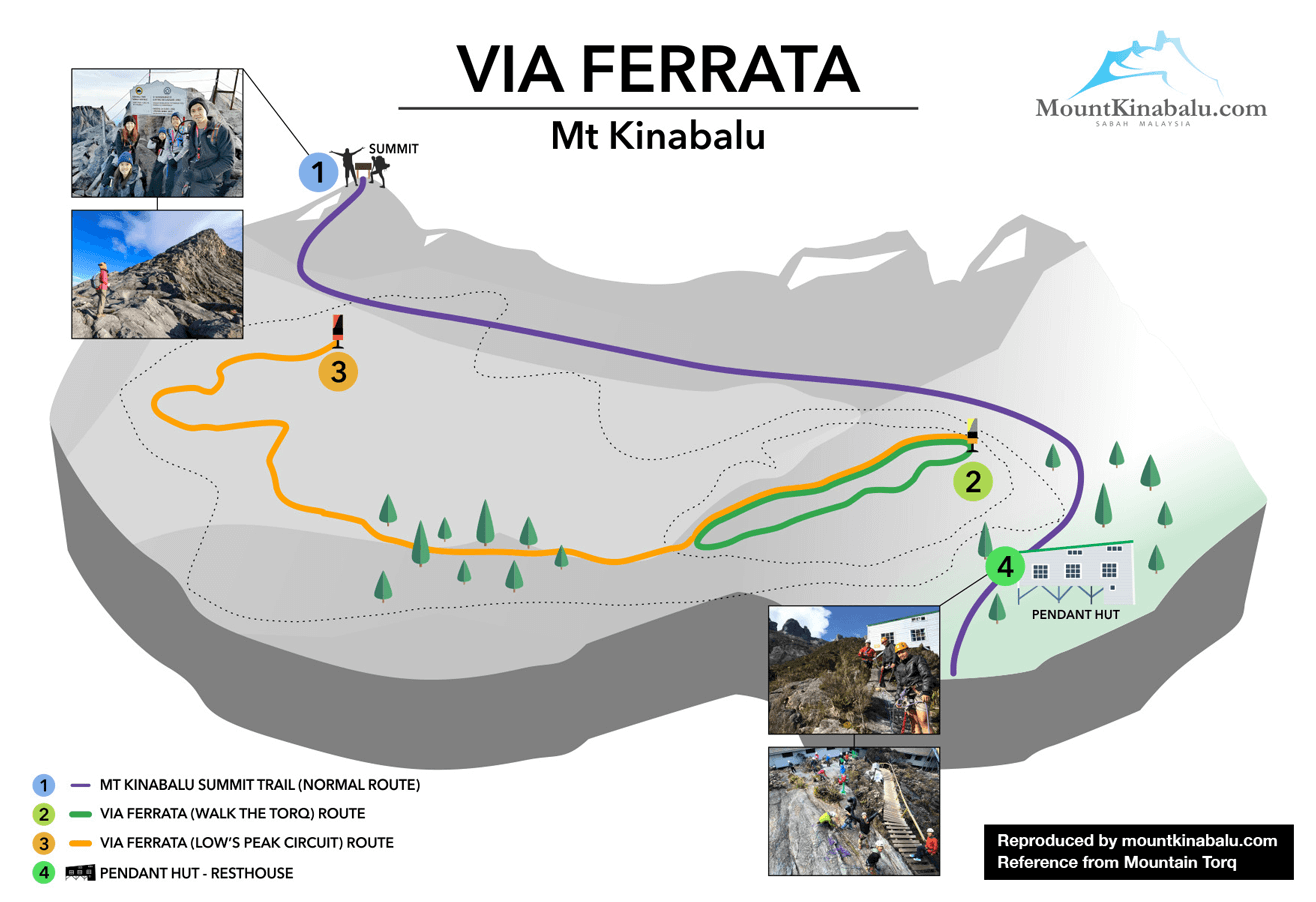 VIA FERRATA
Mt Kinabalu
MountKinabalu.com
SABAH MALAYSIA
SUMMIT
1
3
2
4
PENDANT HUT
1 MT KINABALU SUMMIT TRAIL (NORMAL ROUTE)
2 VIA FERRATA (WALK THE TORQ) ROUTE
3 VIA FERRATA (LOW'S PEAK CIRCUIT) ROUTE
4 PENDANT HUT - RESTHOUSE
Reproduced by mountkinabalu.com
Reference from Mountain Torq